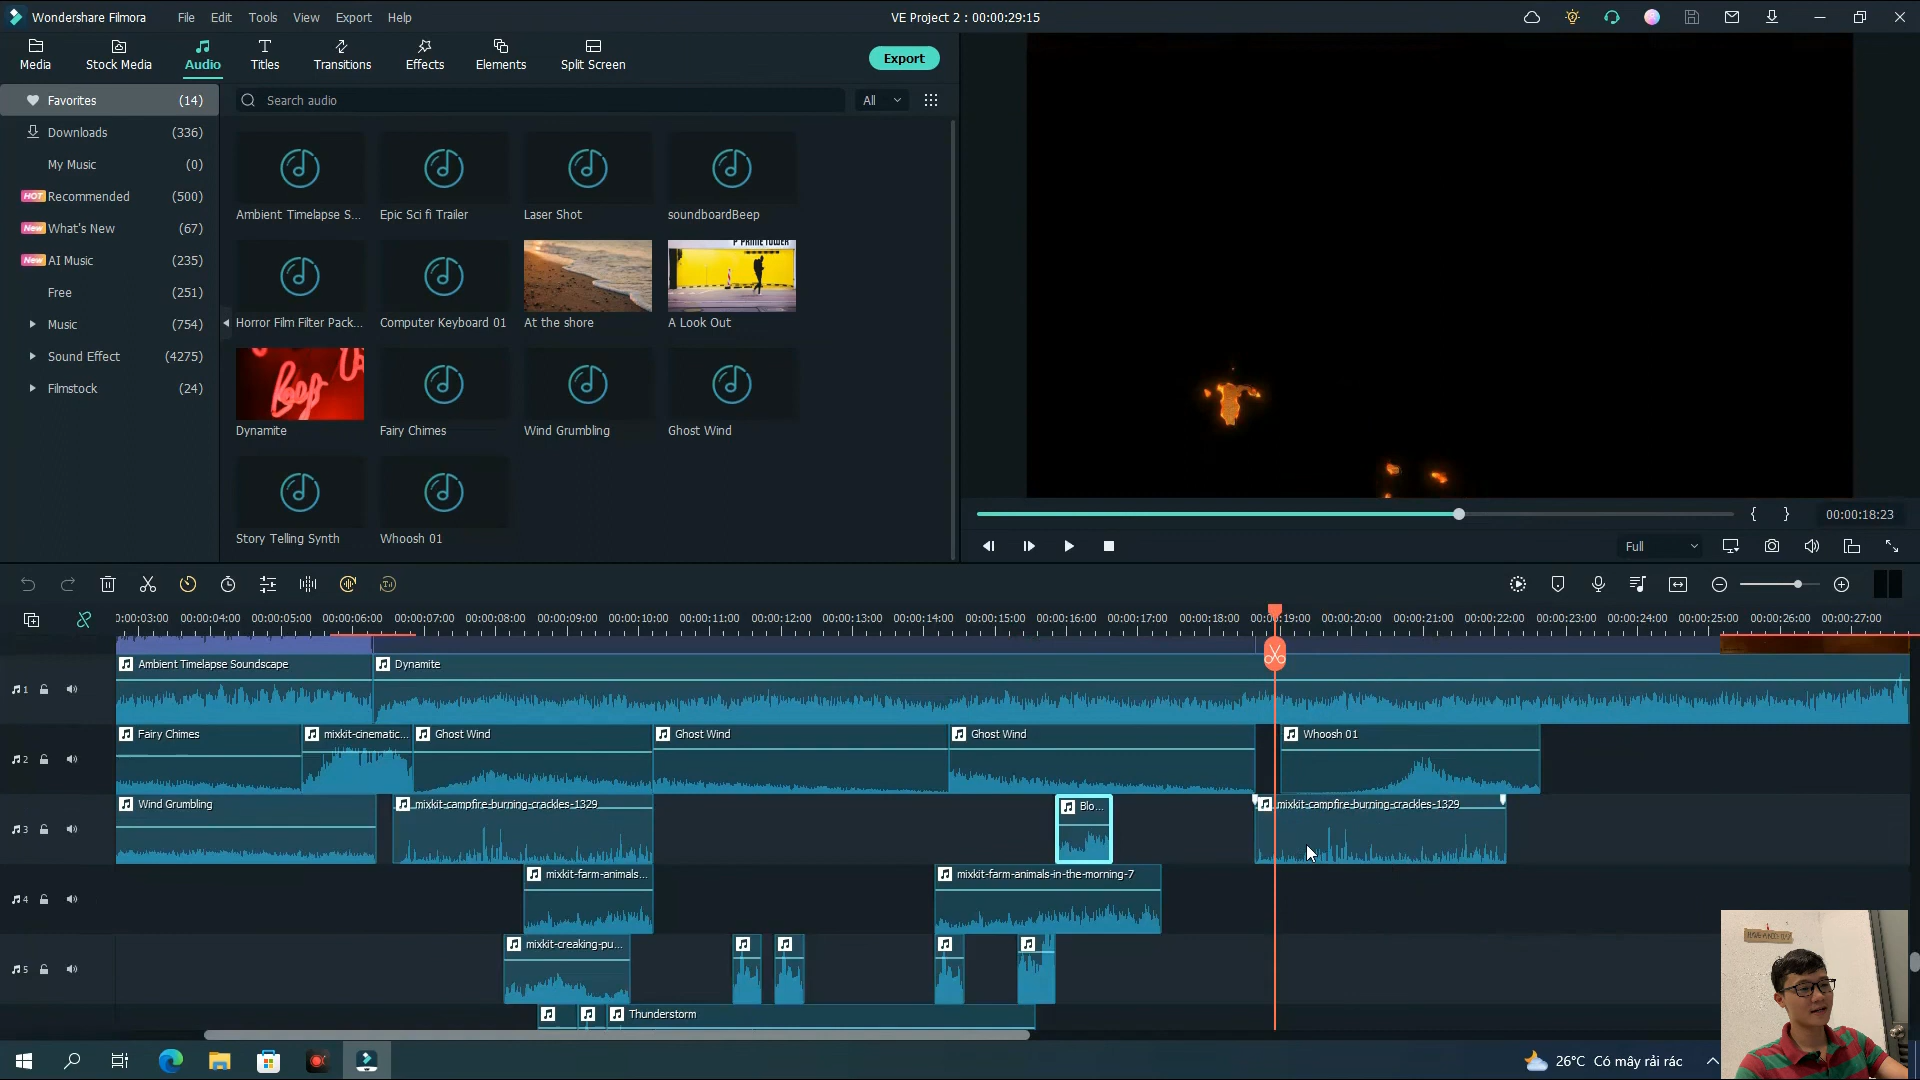 Wondershare Filmora File Edit Tools View Export Help VE Project 2 : 00:00:29:15
Media Stock Media Audio Titles Transitions Effects Elements Split Screen Export
Favorites (14)
Downloads (336)
My Music (0)
HOT Recommended (500)
New What's New (67)
New AI Music (235)
Free (251)
Music (754)
Sound Effect (4275)
Filmstock (24)
Search audio All
Ambient Timelapse S... Epic Sci fi Trailer Laser Shot soundboardBeep
Horror Film Filter Pack... Computer Keyboard 01 At the shore A Look Out
Dynamite Fairy Chimes Wind Grumbling Ghost Wind
Story Telling Synth Whoosh 01
{ } 00:00:18:23
Full
0:00:03:00 00:00:04:00 00:00:05:00 00:00:06:00 00:00:07:00 00:00:08:00 00:00:09:00 00:00:10:00 00:00:11:00 00:00:12:00 00:00:13:00 00:00:14:00 00:00:15:00 00:00:16:00 00:00:17:00 00:00:18:00 00:00:19:00 00:00:20:00 00:00:21:00 00:00:22:00 00:00:23:00 00:00:24:00 00:00:25:00 00:00:26:00 00:00:27:00
Ambient Timelapse Soundscape Dynamite
1
Fairy Chimes mixkit-cinematic... Ghost Wind Ghost Wind Ghost Wind Whoosh 01
2
Wind Grumbling mixkit-campfire-burning-crackles-1329 Blo... mixkit-campfire-burning-crackles-1329
3
mixkit-farm-animals... mixkit-farm-animals-in-the-morning-7
4
mixkit-creaking-pu...
5
Thunderstorm
26°C Có mây rải rác